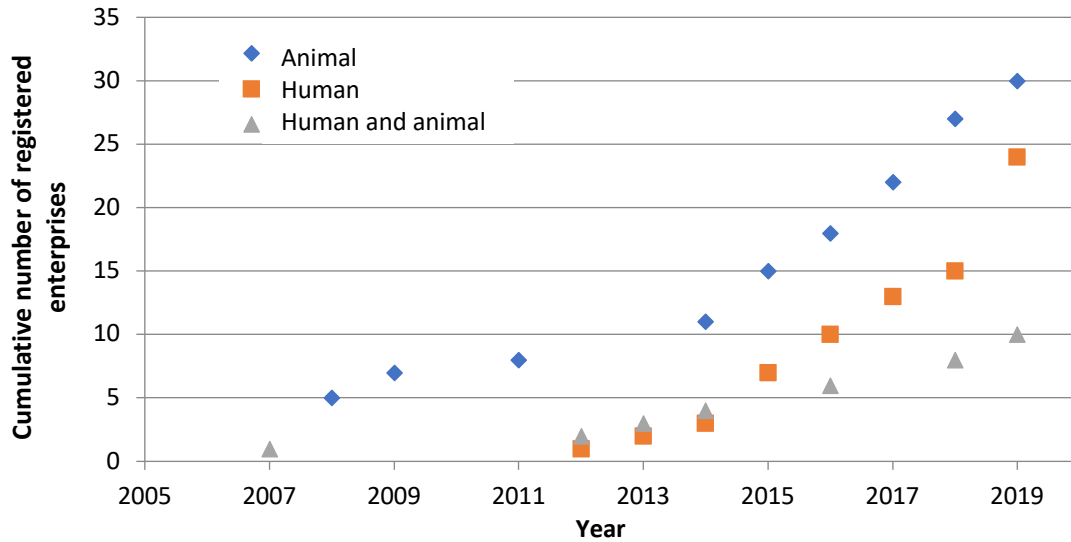 35
30
25
20
15
10
5
0
Animal
Human
Human and animal
Cumulative number of registered
enterprises
2005 2007 2009 2011 2013 2015 2017 2019
Year